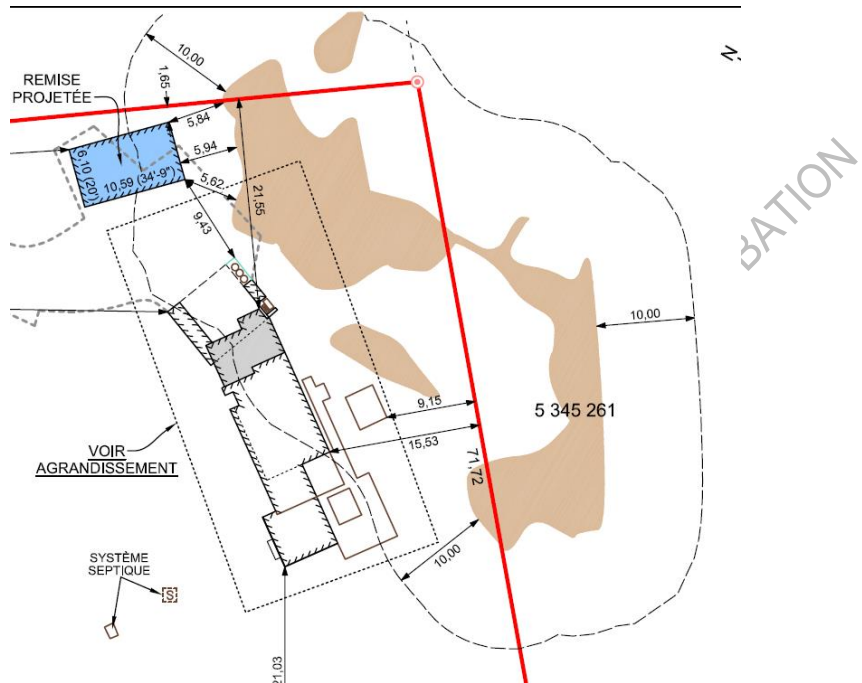 10,00
REMISE
PROJETÉE
1,65
5,84
6,10 (20')
10,59 (34'-9")
5,94
5,62
21,55
9,43
BATION
10,00
5 345 261
9,15
15,53
71,72
VOIR
AGRANDISSEMENT
10,00
SYSTÈME
SEPTIQUE
S
21,03